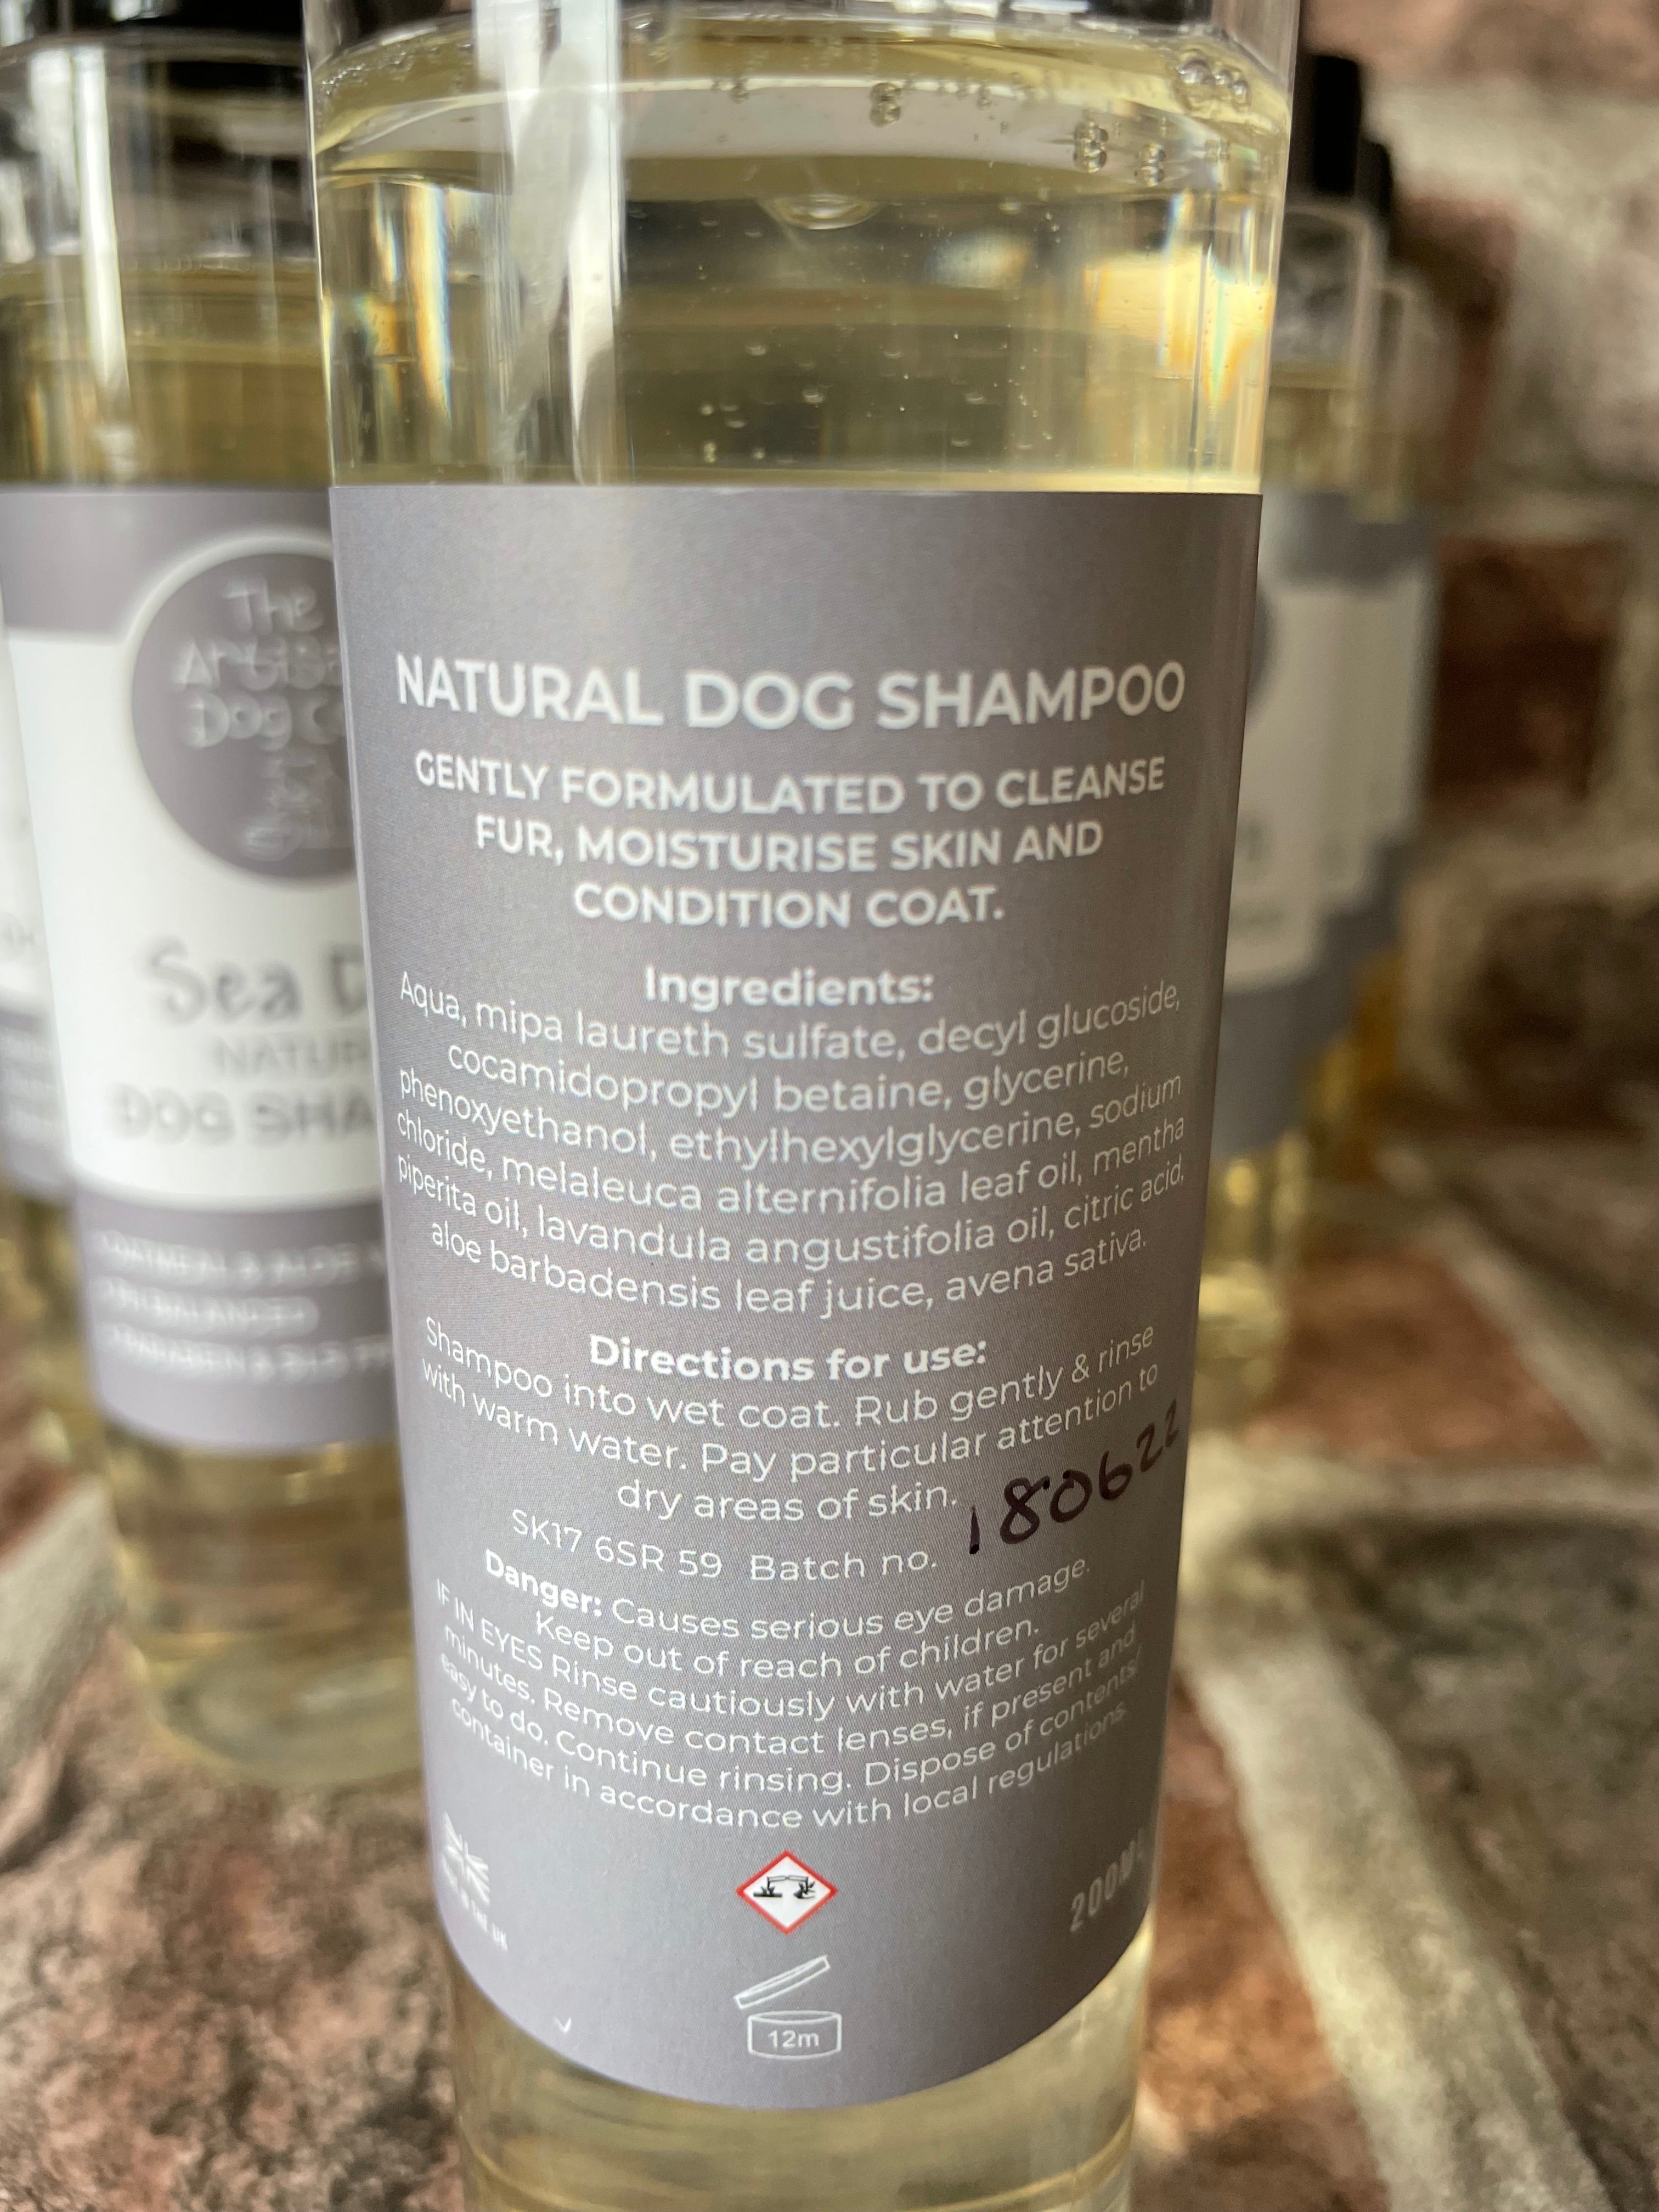 NATURAL DOG SHAMPOO
GENTLY FORMULATED TO CLEANSE
FUR, MOISTURISE SKIN AND
CONDITION COAT.
Ingredients:
Aqua, mipa laureth sulfate, decyl glucoside,
cocamidopropyl betaine, glycerine,
phenoxyethanol, ethylhexylglycerine, sodium
chloride, melaleuca alternifolia leaf oil, mentha
piperita oil, lavandula angustifolia oil, citric acid,
aloe barbadensis leaf juice, avena sativa.
Directions for use:
Shampoo into wet coat. Rub gently & rinse
with warm water. Pay particular attention to
dry areas of skin.
SK17 6SR 59 Batch no. 180622
Danger: Causes serious eye damage.
Keep out of reach of children.
IF IN EYES Rinse cautiously with water for several
minutes. Remove contact lenses, if present and
easy to do. Continue rinsing. Dispose of contents/
container in accordance with local regulations.
200ML
12m
The
Dog
Sea
DOG